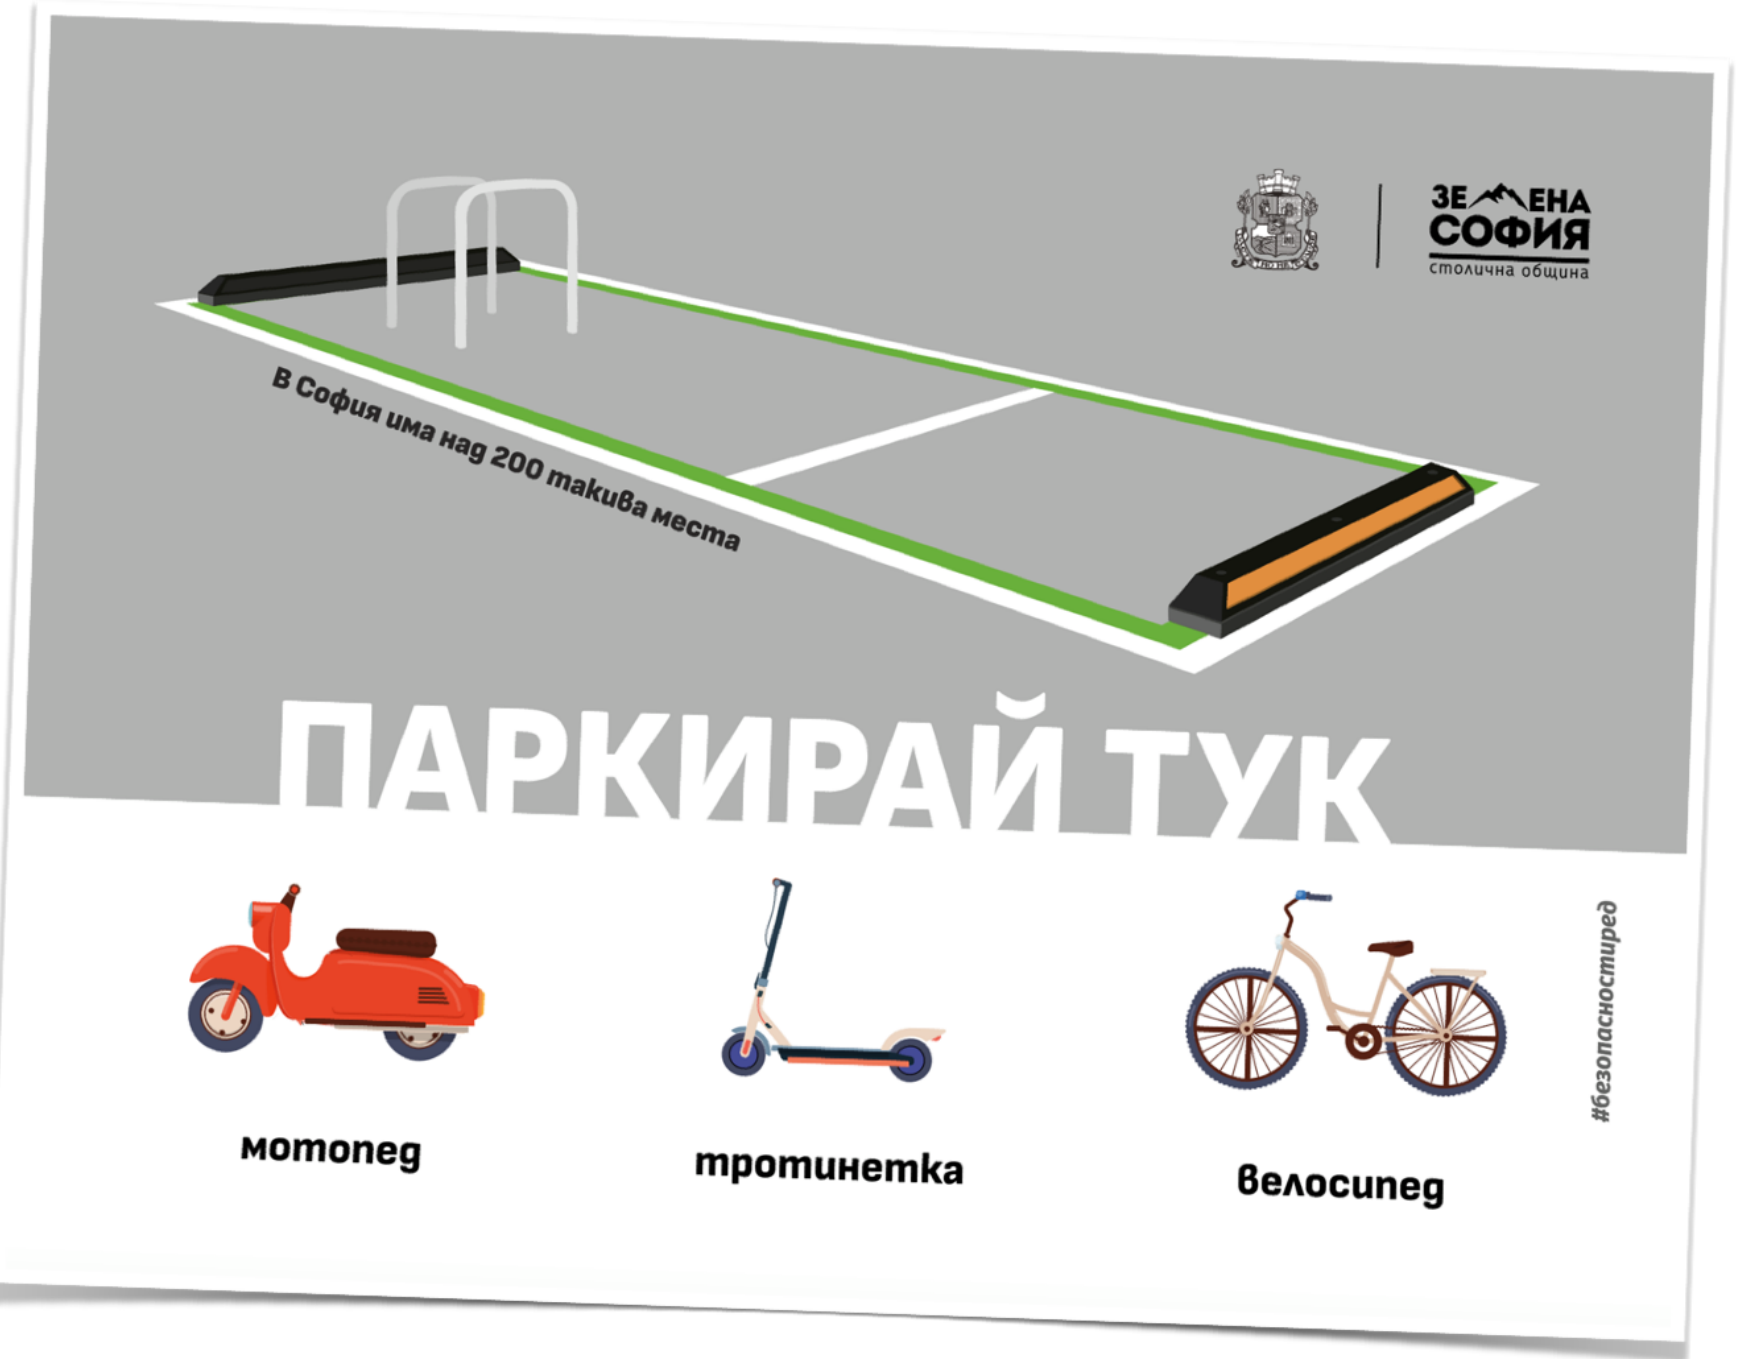 ЗЕЛЕНА
СОФИЯ
столична община
В София има над 200 такива места
ПАРКИРАЙ ТУК
мотопед
тротинетка
велосипед
#безопасностиред